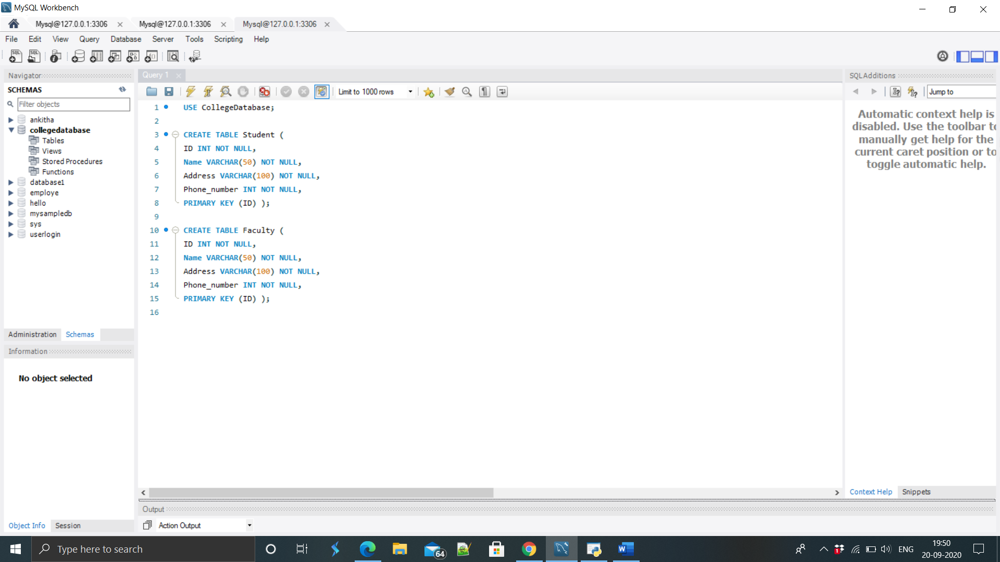 MySQL Workbench
Mysql@127.0.0.1:3306
Mysql@127.0.0.1:3306
Mysql@127.0.0.1:3306
File Edit View Query Database Server Tools Scripting Help
Navigator
SCHEMAS
Filter objects
ankitha
collegedatabase
Tables
Views
Stored Procedures
Functions
database1
employe
hello
mysampledb
sys
userlogin
Administration Schemas
Information
No object selected
Object Info Session
Query 1
Limit to 1000 rows
1 USE CollegeDatabase;
2
3 CREATE TABLE Student (
4 ID INT NOT NULL,
5 Name VARCHAR(50) NOT NULL,
6 Address VARCHAR(100) NOT NULL,
7 Phone_number INT NOT NULL,
8 PRIMARY KEY (ID) );
9
10 CREATE TABLE Faculty (
11 ID INT NOT NULL,
12 Name VARCHAR(50) NOT NULL,
13 Address VARCHAR(100) NOT NULL,
14 Phone_number INT NOT NULL,
15 PRIMARY KEY (ID) );
16
Output
Action Output
SQLAdditions
Jump to
Automatic context help is
disabled. Use the toolbar to
manually get help for the
current caret position or to
toggle automatic help.
Context Help Snippets
Type here to search
64
1
ENG
19:50
20-09-2020